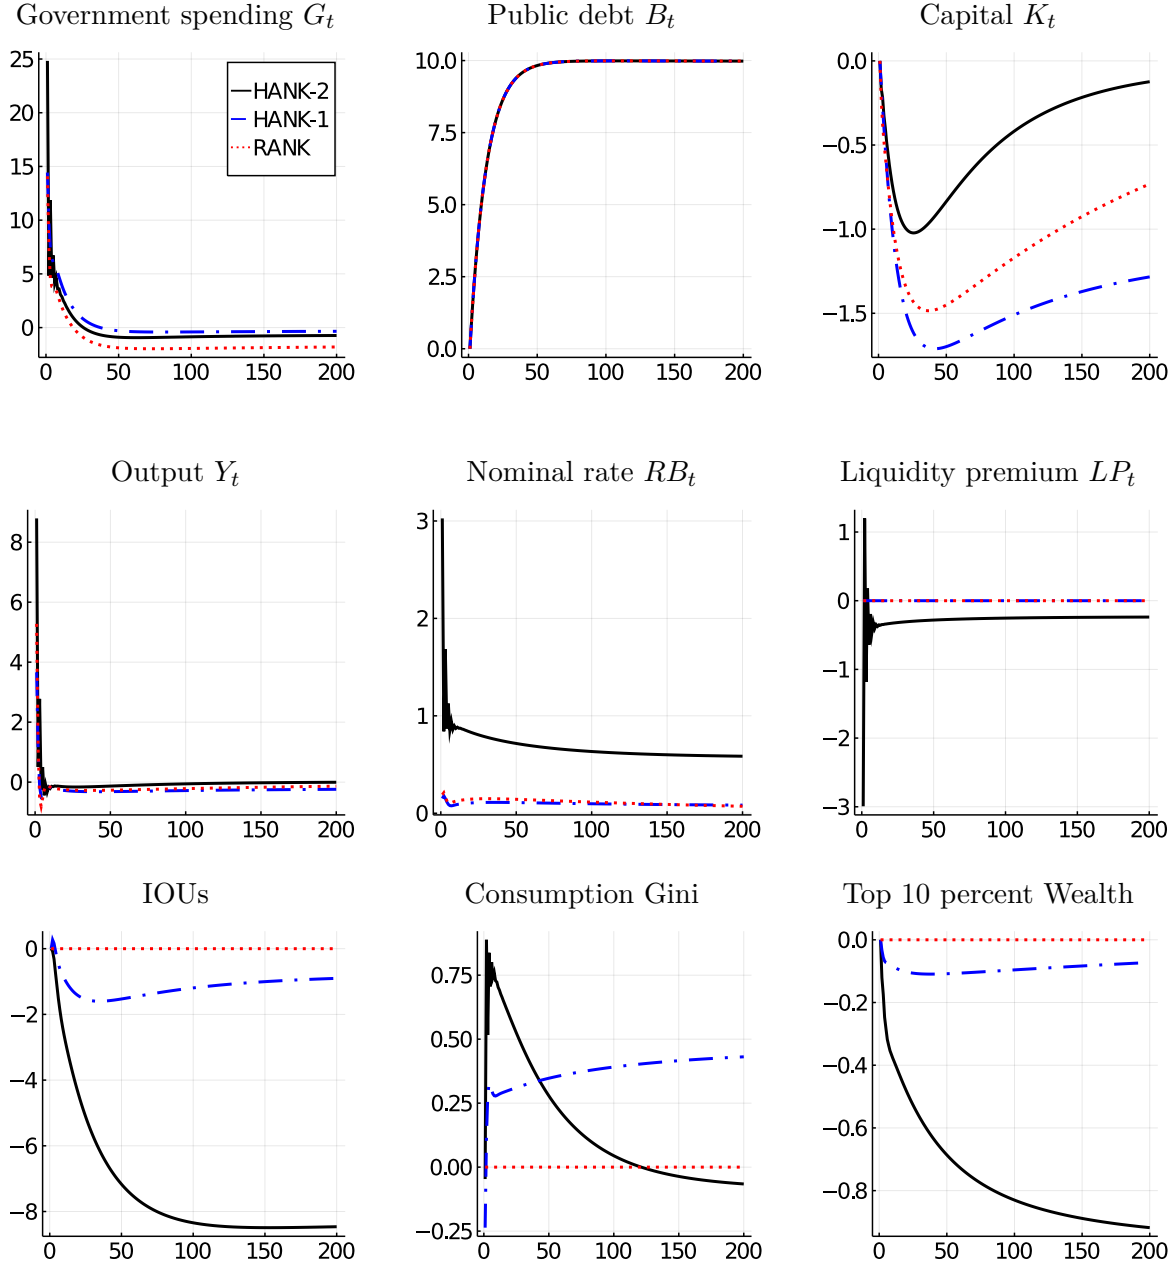 Government spending Gₜ
Public debt Bₜ
Capital Kₜ
25
20
15
10
5
0
HANK-2
HANK-1
RANK
0 50 100 150 200
10.0
7.5
5.0
2.5
0.0
0 50 100 150 200
0.0
−0.5
−1.0
−1.5
0 50 100 150 200
Output Yₜ
Nominal rate RBₜ
Liquidity premium LPₜ
8
6
4
2
0
0 50 100 150 200
3
2
1
0
0 50 100 150 200
1
0
−1
−2
−3
0 50 100 150 200
IOUs
Consumption Gini
Top 10 percent Wealth
0
−2
−4
−6
−8
0 50 100 150 200
0.75
0.50
0.25
0.00
−0.25
0 50 100 150 200
0.0
−0.2
−0.4
−0.6
−0.8
0 50 100 150 200